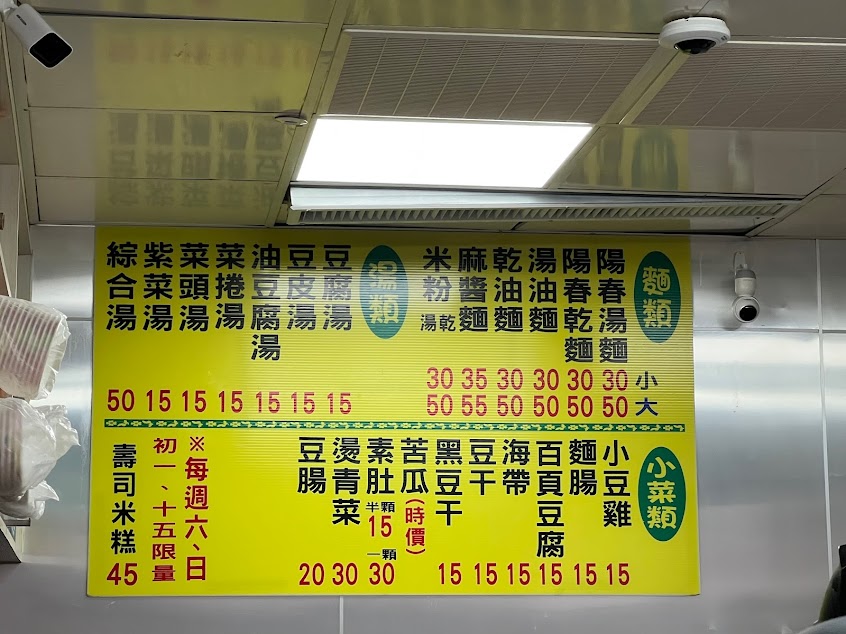 麵類
陽春湯麵
陽春乾麵
湯油麵
乾油麵
麻醬麵
米粉 湯 乾
小 30 30 30 30 35 30
大 50 50 50 50 55 50
湯類
豆腐湯 15
豆皮湯 15
油豆腐湯 15
菜捲湯 15
菜頭湯 15
紫菜湯 15
綜合湯 50
小菜類
小豆雞 15
麵腸 15
百頁豆腐 15
海帶 15
豆干 15
黑豆干 15
苦瓜(時價)
素肚 半顆 15 一顆 30
燙青菜 30
豆腸 20
※每週六、日
初一、十五限量
壽司米糕 45